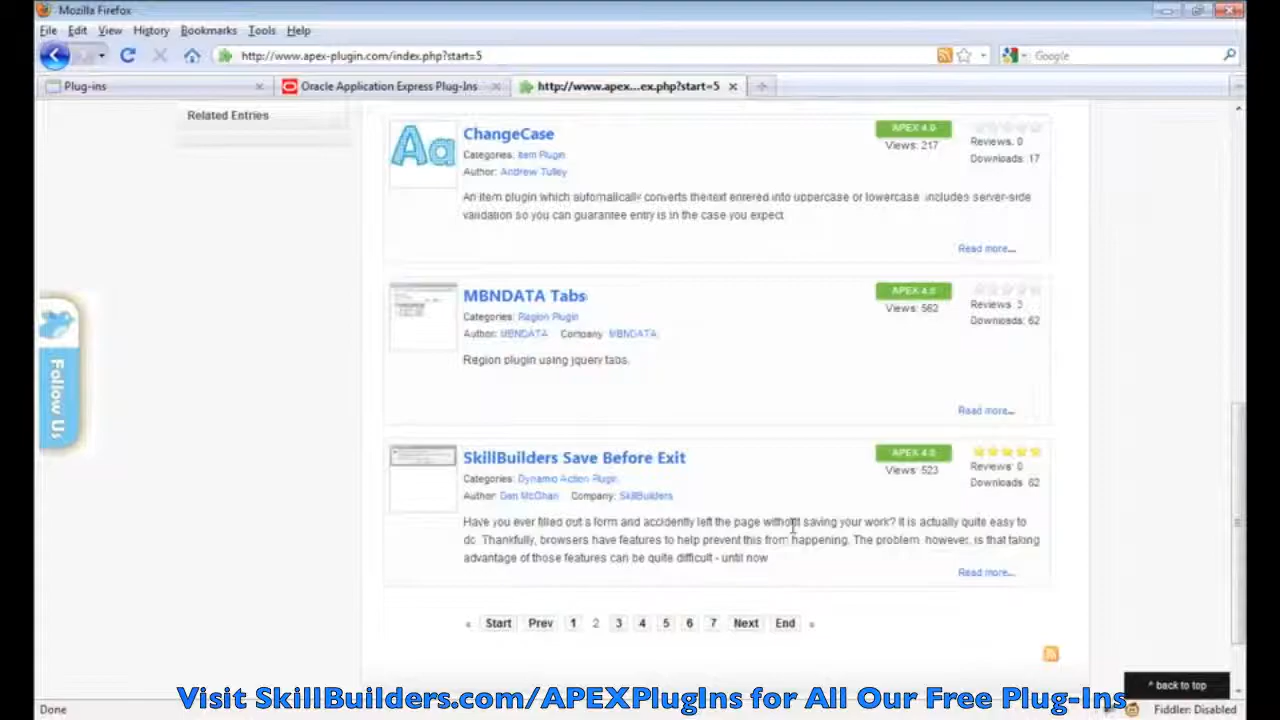 Mozilla Firefox
File Edit View History Bookmarks Tools Help
http://www.apex-plugin.com/index.php?start=5
Google
Plug-ins
Oracle Application Express Plug-Ins
http://www.apex...ex.php?start=5
Related Entries
ChangeCase
APEX 4.0
Categories: Item Plugin
Views: 217
Reviews: 0
Downloads: 17
Author: Andrew Tulley
An item plugin which automatically converts the text entered into uppercase or lowercase. Includes server-side
validation so you can guarantee entry is in the case you expect
Read more...
MBNDATA Tabs
APEX 4.0
Categories: Region Plugin
Views: 562
Reviews: 3
Downloads: 62
Author: MBNDATA Company: MBNDATA
Region plugin using jquery tabs.
Read more...
SkillBuilders Save Before Exit
APEX 4.0
Categories: Dynamic Action Plugin
Views: 523
Reviews: 0
Downloads: 62
Author: Dan McGhan Company: SkillBuilders
Have you ever filled out a form and accidently left the page without saving your work? It is actually quite easy to
do. Thankfully, browsers have features to help prevent this from happening. The problem, however, is that taking
advantage of those features can be quite difficult - until now
Read more...
« Start Prev 1 2 3 4 5 6 7 Next End »
Follow Us
^ back to top
Visit SkillBuilders.com/APEXPlugIns for All Our Free Plug-Ins
Done
Fiddler: Disabled